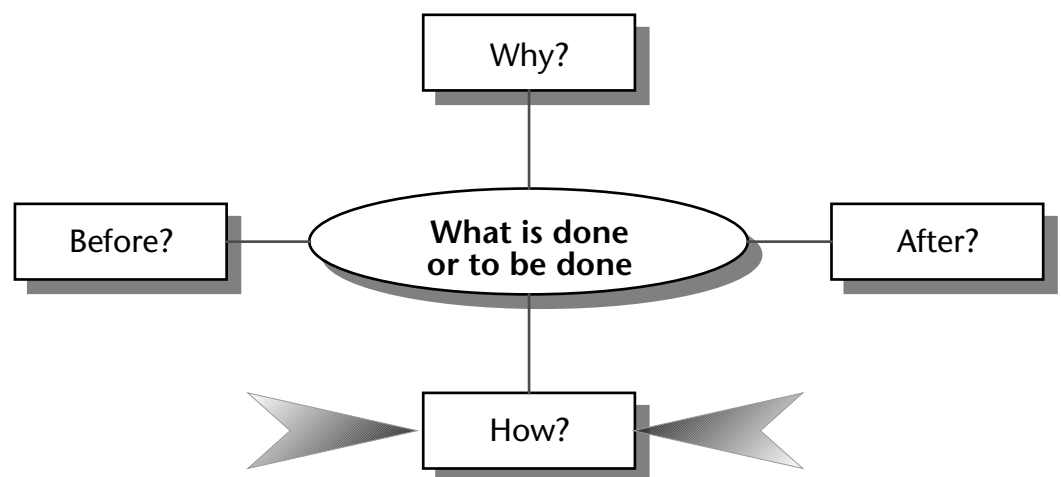 Why?
Before?
What is done
or to be done
After?
How?